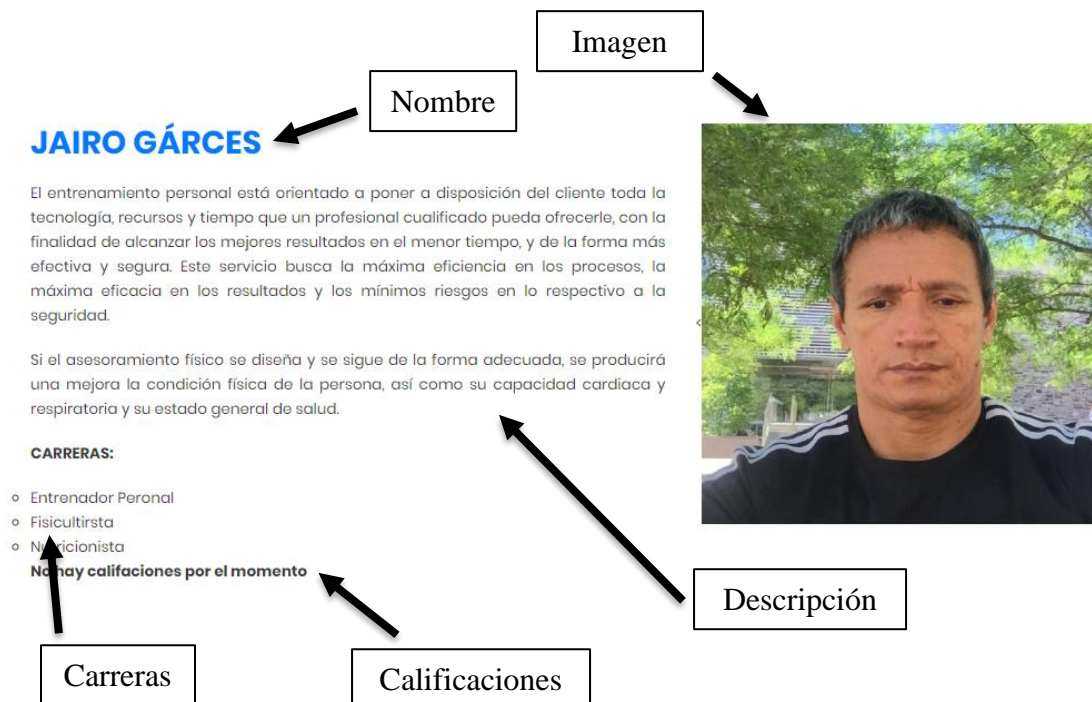 Imagen
Nombre
JAIRO GÁRCES
El entrenamiento personal está orientado a poner a disposición del cliente toda la
tecnología, recursos y tiempo que un profesional cualificado pueda ofrecerle, con la
finalidad de alcanzar los mejores resultados en el menor tiempo, y de la forma más
efectiva y segura. Este servicio busca la máxima eficiencia en los procesos, la
máxima eficacia en los resultados y los mínimos riesgos en lo respectivo a la
seguridad.
Si el asesoramiento físico se diseña y se sigue de la forma adecuada, se producirá
una mejora la condición física de la persona, así como su capacidad cardiaca y
respiratoria y su estado general de salud.
CARRERAS:
Entrenador Peronal
Fisicultirsta
Nutricionista
No hay califaciones por el momento
Descripción
Carreras
Calificaciones